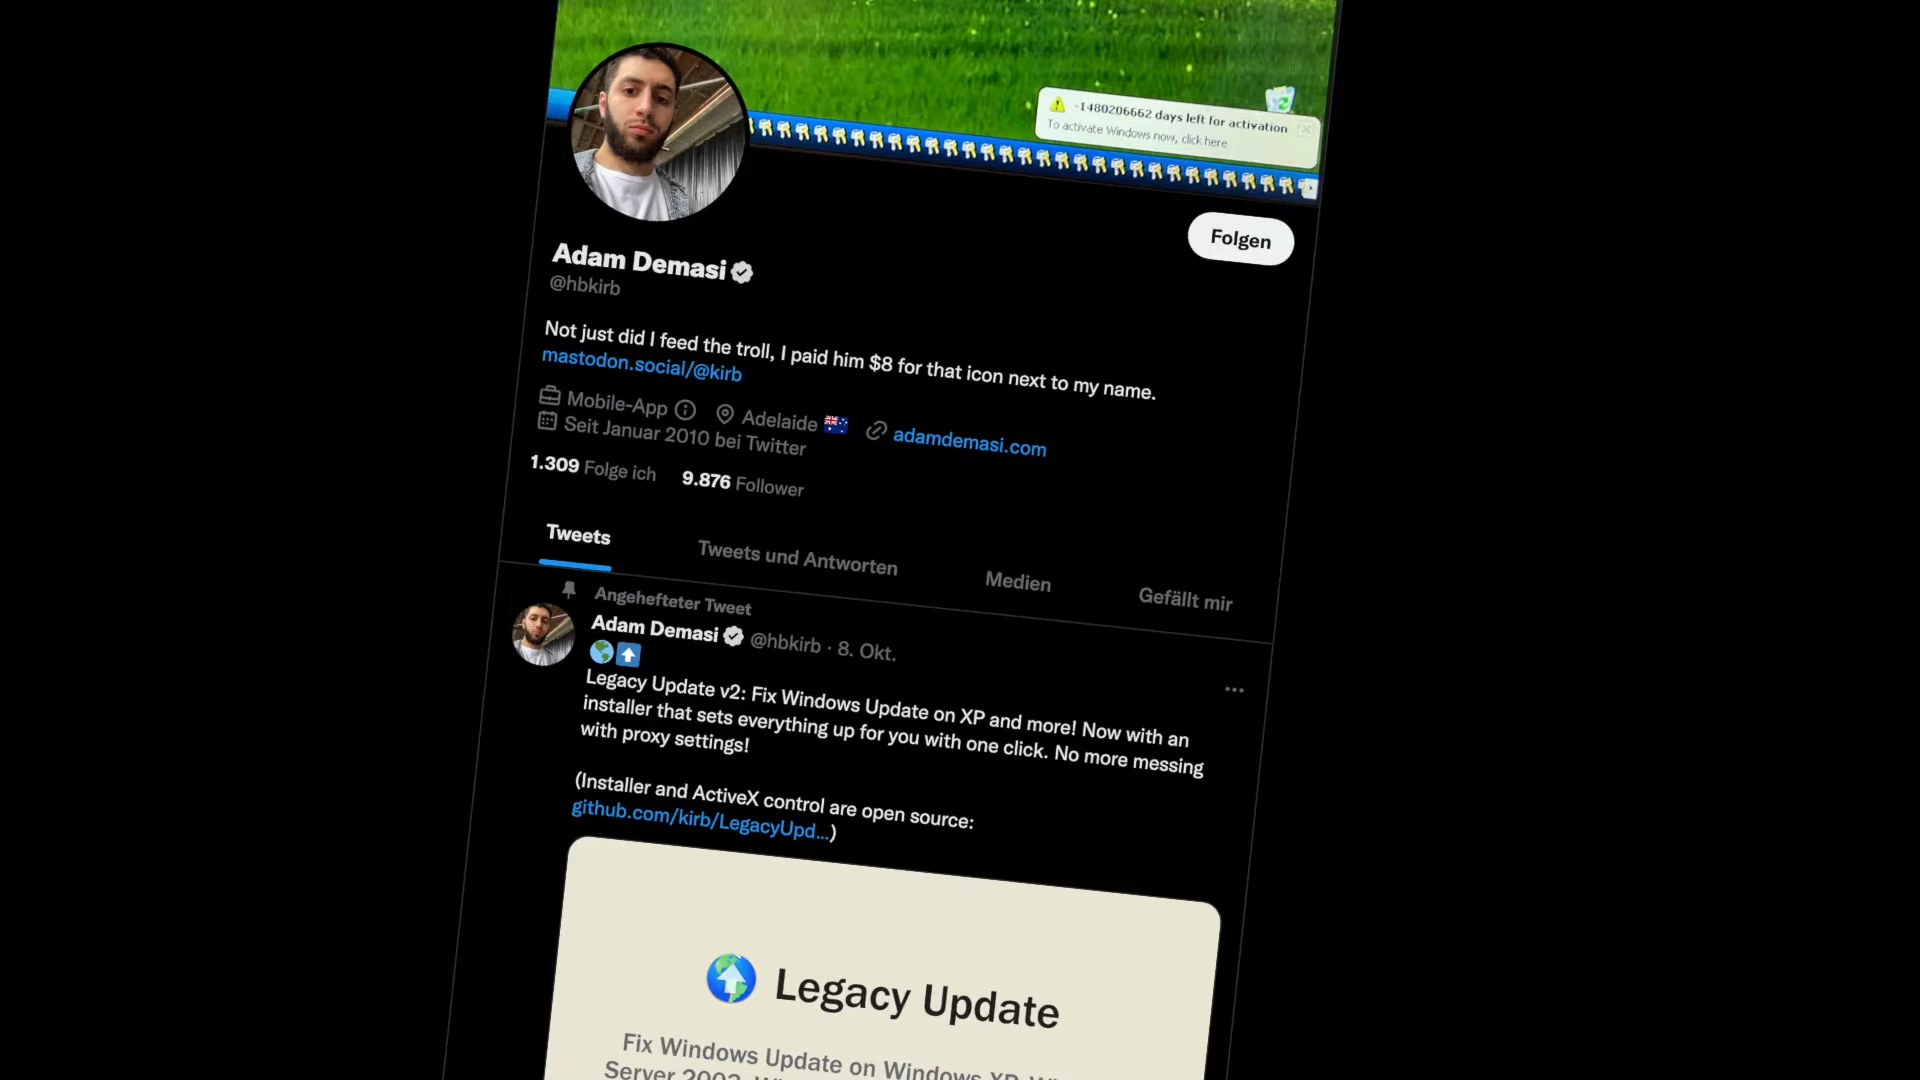 -1480206662 days left for activation
To activate Windows now, click here
Folgen
Adam Demasi
@hbkirb
Not just did I feed the troll, I paid him $8 for that icon next to my name.
mastodon.social/@kirb
Mobile-App Adelaide 🇦🇺 adamdemasi.com
Seit Januar 2010 bei Twitter
1.309 Folge ich 9.876 Follower
Tweets Tweets und Antworten Medien Gefällt mir
Angehefteter Tweet
Adam Demasi @hbkirb · 8. Okt.
🌎⬆️
Legacy Update v2: Fix Windows Update on XP and more! Now with an
installer that sets everything up for you with one click. No more messing
with proxy settings!
(Installer and ActiveX control are open source:
github.com/kirb/LegacyUpd…)
Legacy Update
Fix Windows Update on Windows XP,
Server 2003,